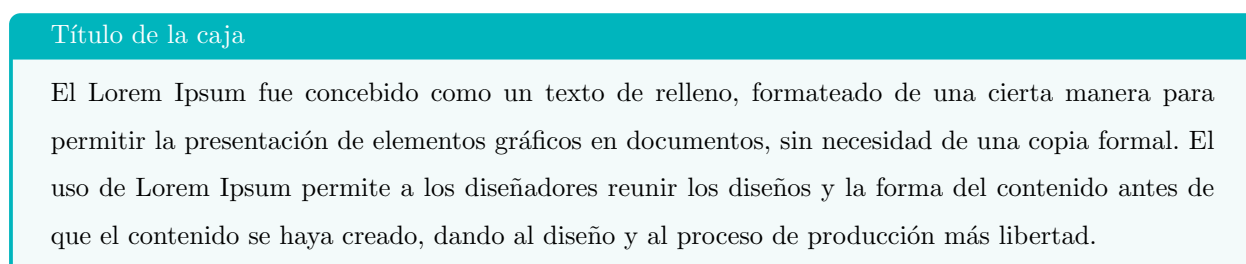 Título de la caja
El Lorem Ipsum fue concebido como un texto de relleno, formateado de una cierta manera para
permitir la presentación de elementos gráficos en documentos, sin necesidad de una copia formal. El
uso de Lorem Ipsum permite a los diseñadores reunir los diseños y la forma del contenido antes de
que el contenido se haya creado, dando al diseño y al proceso de producción más libertad.